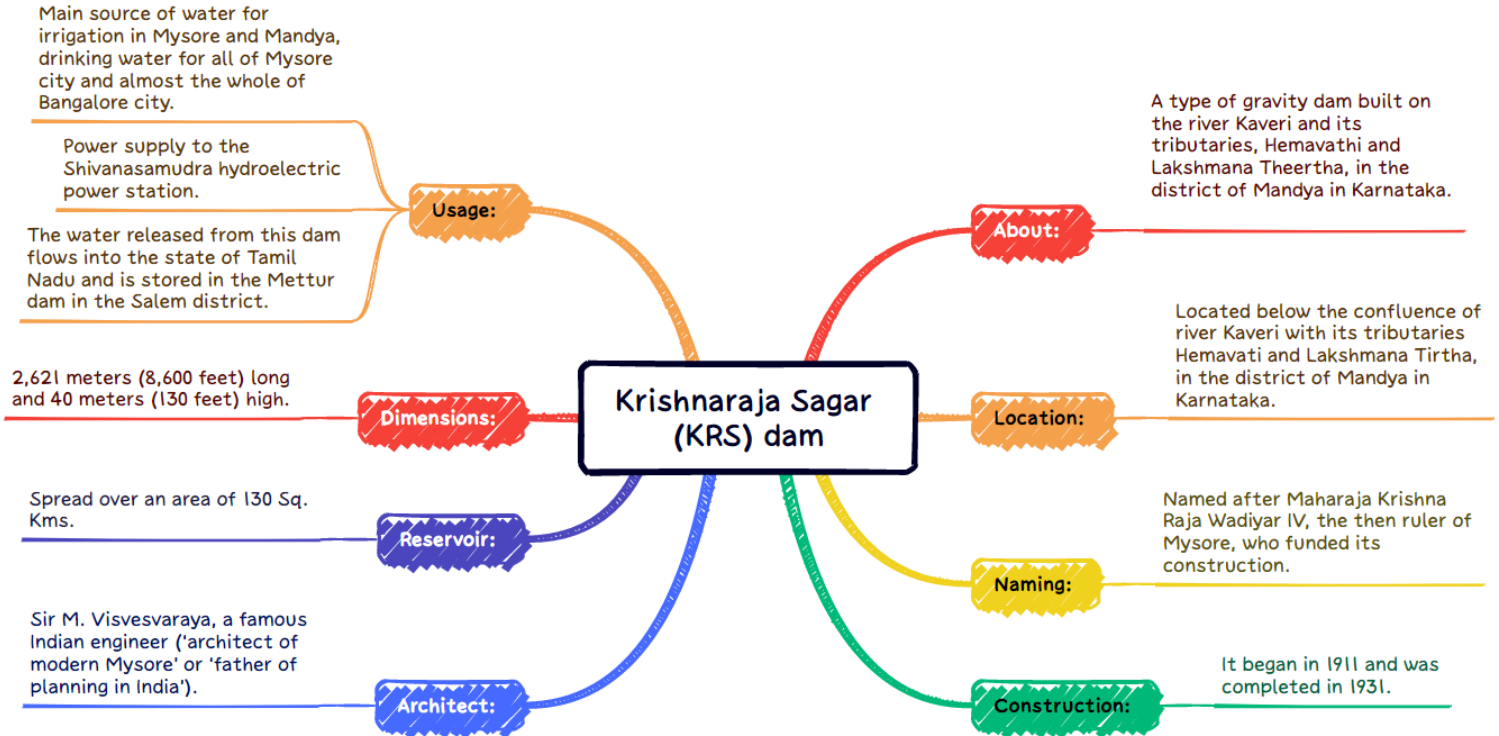 Krishnaraja Sagar
(KRS) dam
About:
A type of gravity dam built on
the river Kaveri and its
tributaries, Hemavathi and
Lakshmana Theertha, in the
district of Mandya in Karnataka.
Location:
Located below the confluence of
river Kaveri with its tributaries
Hemavati and Lakshmana Tirtha,
in the district of Mandya in
Karnataka.
Naming:
Named after Maharaja Krishna
Raja Wadiyar IV, the then ruler of
Mysore, who funded its
construction.
Construction:
It began in 1911 and was
completed in 1931.
Usage:
Main source of water for
irrigation in Mysore and Mandya,
drinking water for all of Mysore
city and almost the whole of
Bangalore city.
Power supply to the
Shivanasamudra hydroelectric
power station.
The water released from this dam
flows into the state of Tamil
Nadu and is stored in the Mettur
dam in the Salem district.
Dimensions:
2,621 meters (8,600 feet) long
and 40 meters (130 feet) high.
Reservoir:
Spread over an area of 130 Sq.
Kms.
Architect:
Sir M. Visvesvaraya, a famous
Indian engineer ('architect of
modern Mysore' or 'father of
planning in India').